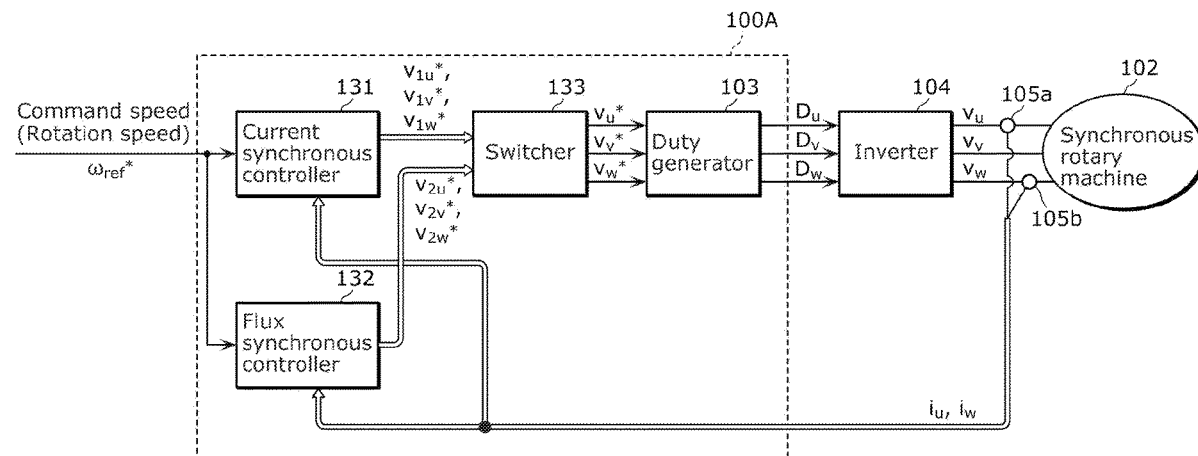 100A
Command speed
(Rotation speed)
ω_ref*
131
Current
synchronous
controller
v_1u*,
v_1v*,
v_1w*
133
Switcher
v_u*
v_v*
v_w*
103
Duty
generator
D_u
D_v
D_w
104
Inverter
v_u
v_v
v_w
105a
105b
102
Synchronous
rotary
machine
v_2u*,
v_2v*,
v_2w*
132
Flux
synchronous
controller
i_u, i_w